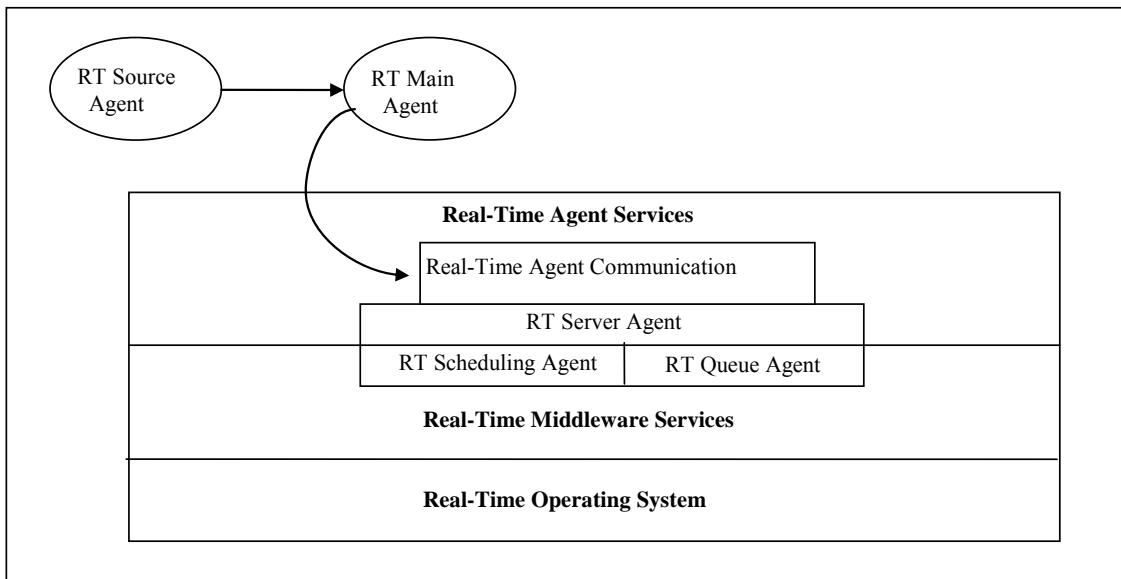 RT Source
Agent
RT Main
Agent
Real-Time Agent Services
Real-Time Agent Communication
RT Server Agent
RT Scheduling Agent
RT Queue Agent
Real-Time Middleware Services
Real-Time Operating System